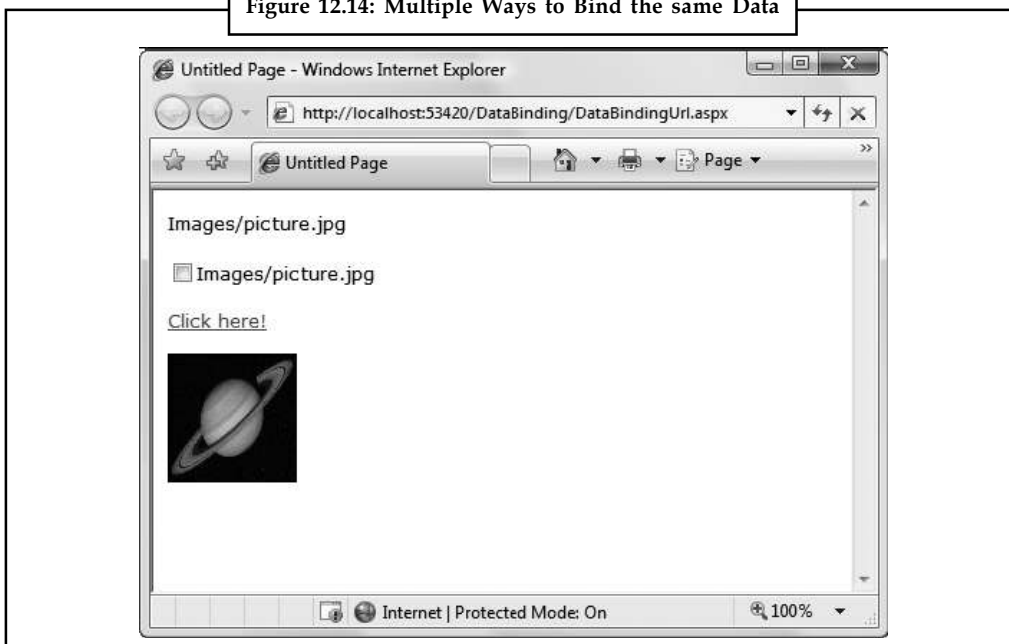 Figure 12.14: Multiple Ways to Bind the same Data
Untitled Page - Windows Internet Explorer
http://localhost:53420/DataBinding/DataBindingUrl.aspx
Untitled Page
Page
Images/picture.jpg
Images/picture.jpg
Click here!
Internet | Protected Mode: On
100%